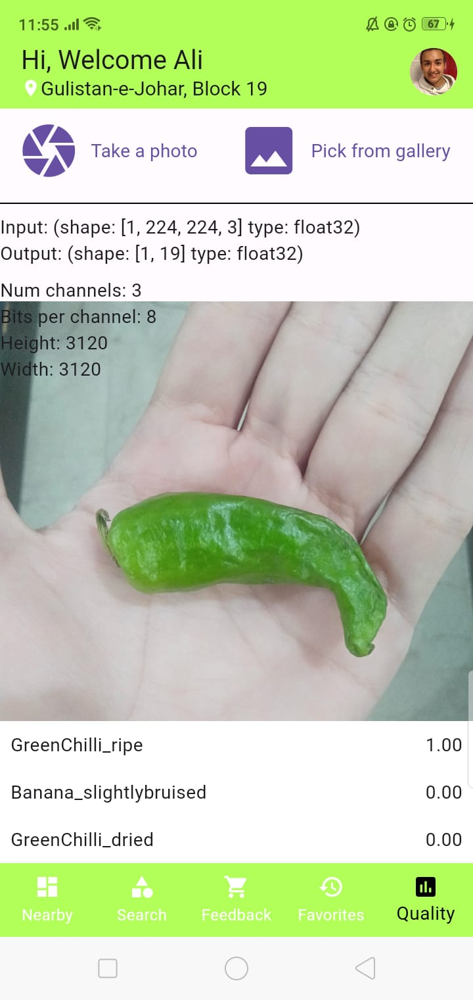 11:55
67
Hi, Welcome Ali
Gulistan-e-Johar, Block 19
Take a photo
Pick from gallery
Input: (shape: [1, 224, 224, 3] type: float32)
Output: (shape: [1, 19] type: float32)
Num channels: 3
Bits per channel: 8
Height: 3120
Width: 3120
GreenChilli_ripe 1.00
Banana_slightlybruised 0.00
GreenChilli_dried 0.00
Nearby Search Feedback Favorites Quality